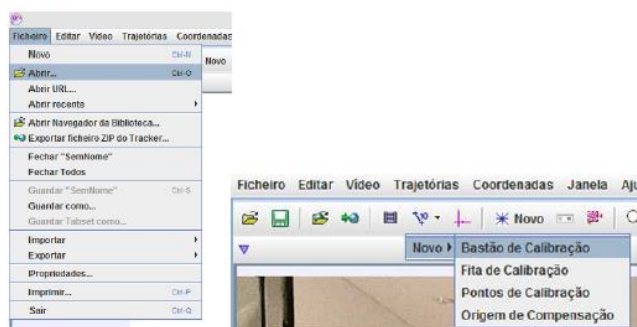 Ficheiro Editar Vídeo Trajetórias Coordenadas
Novo Ctrl-N
Novo
Abrir... Ctrl-O
Abrir URL...
Abrir recente
Abrir Navegador da Biblioteca...
Exportar ficheiro ZIP do Tracker...
Fechar "SemNome"
Fechar Todos
Guardar "SemNome" Ctrl-S
Guardar como...
Guardar Tabset como...
Importar
Exportar
Propriedades...
Imprimir... Ctrl-P
Sair Ctrl-Q
Ficheiro Editar Vídeo Trajetórias Coordenadas Janela Aju
Novo
Novo Bastão de Calibração
Fita de Calibração
Pontos de Calibração
Origem de Compensação